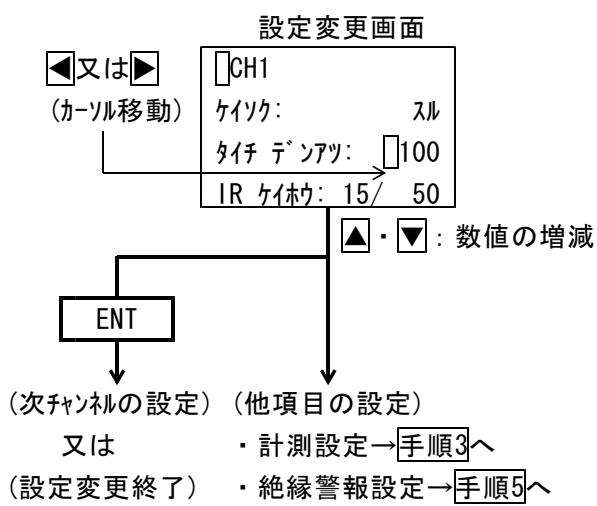 設定変更画面
◀又は▶
(ｶｰｿﾙ移動)
CH1
ｹｲｿｸ: ｽﾙ
ﾀｲﾁ ﾃﾞﾝｱﾂ: 100
IR ｹｲﾎｳ: 15/ 50
▲・▼：数値の増減
ENT
(次ﾁｬﾝﾈﾙの設定)
又は
(設定変更終了)
(他項目の設定)
・計測設定→手順3へ
・絶縁警報設定→手順5へ